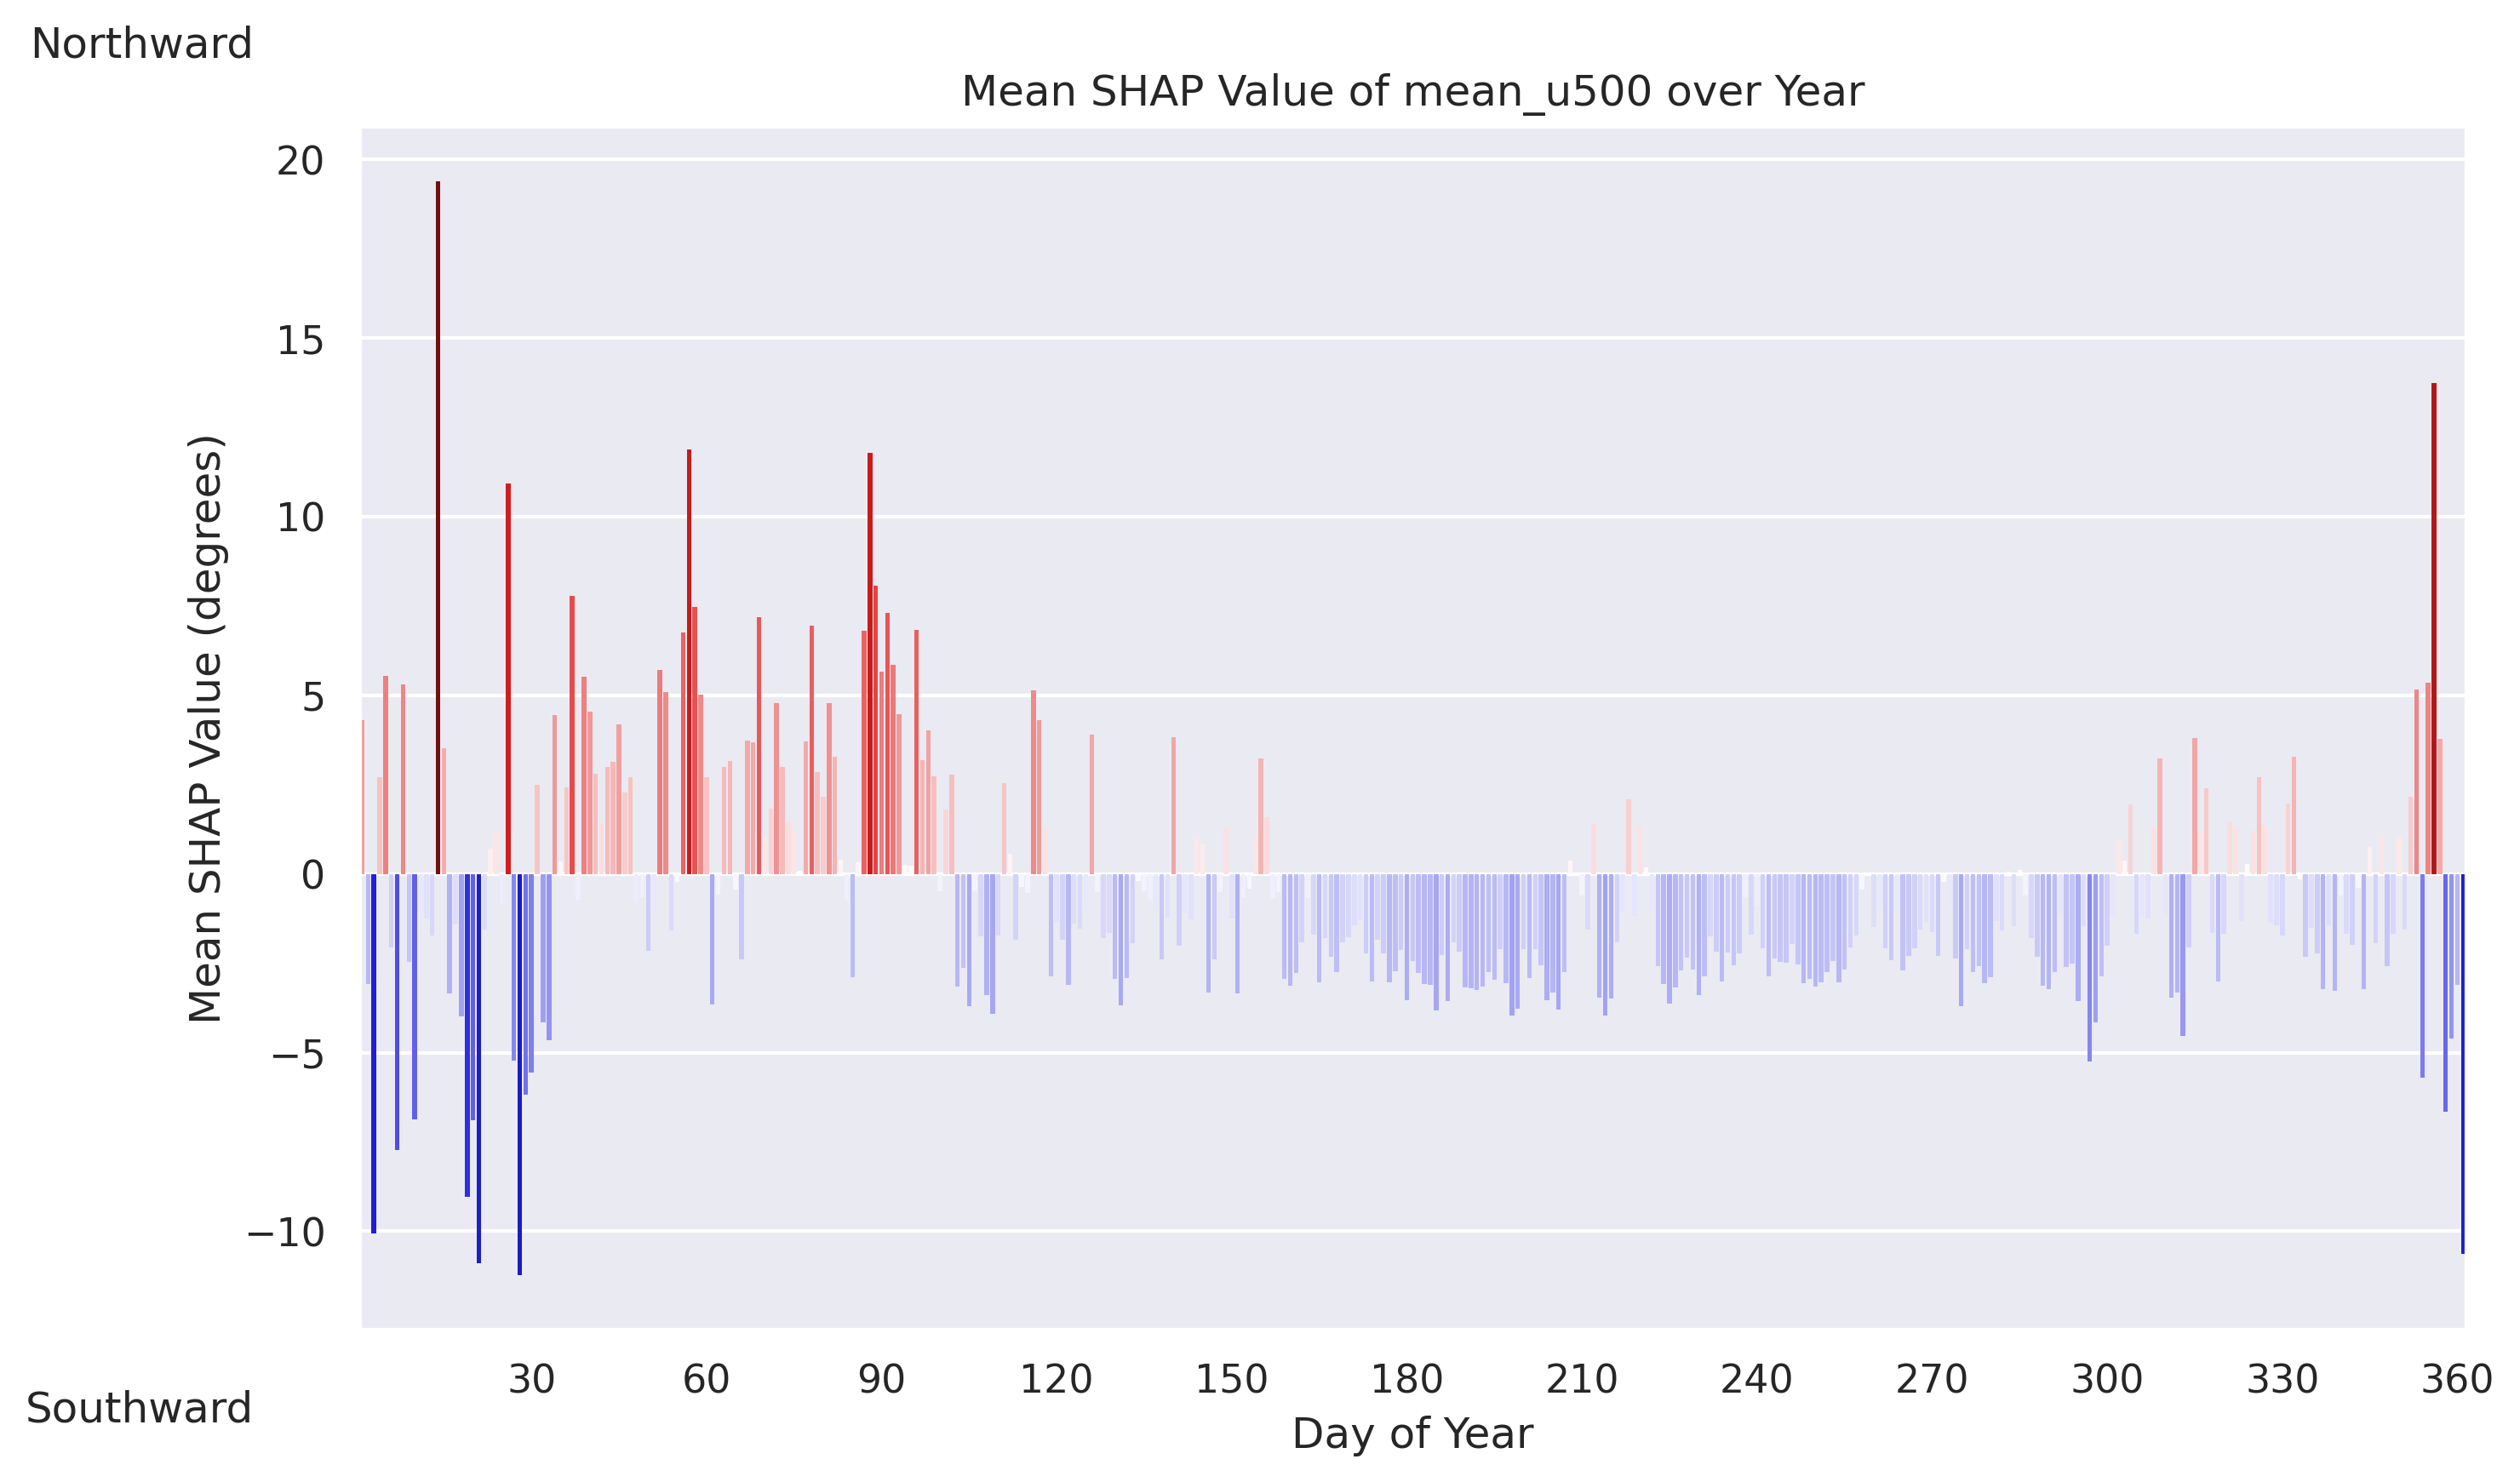 Northward
Mean SHAP Value of mean_u500 over Year
Mean SHAP Value (degrees)
20
15
10
5
0
−5
−10
30 60 90 120 150 180 210 240 270 300 330 360
Southward
Day of Year